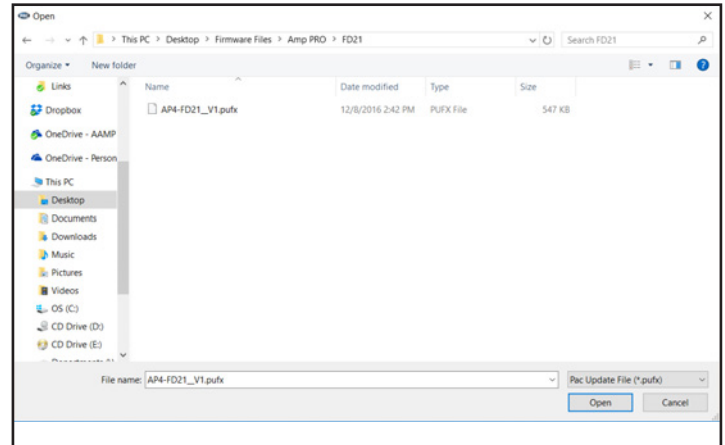 Open
This PC > Desktop > Firmware Files > Amp PRO > FD21
Search FD21
Organize
New folder
Links
Name
Date modified
Type
Size
Dropbox
AP4-FD21__V1.pufx
12/8/2016 2:42 PM
PUFX File
547 KB
OneDrive - AAMP
OneDrive - Person
This PC
Desktop
Documents
Downloads
Music
Pictures
Videos
OS (C:)
CD Drive (D:)
CD Drive (E:)
File name: AP4-FD21__V1.pufx
Pac Update File (*.pufx)
Open
Cancel